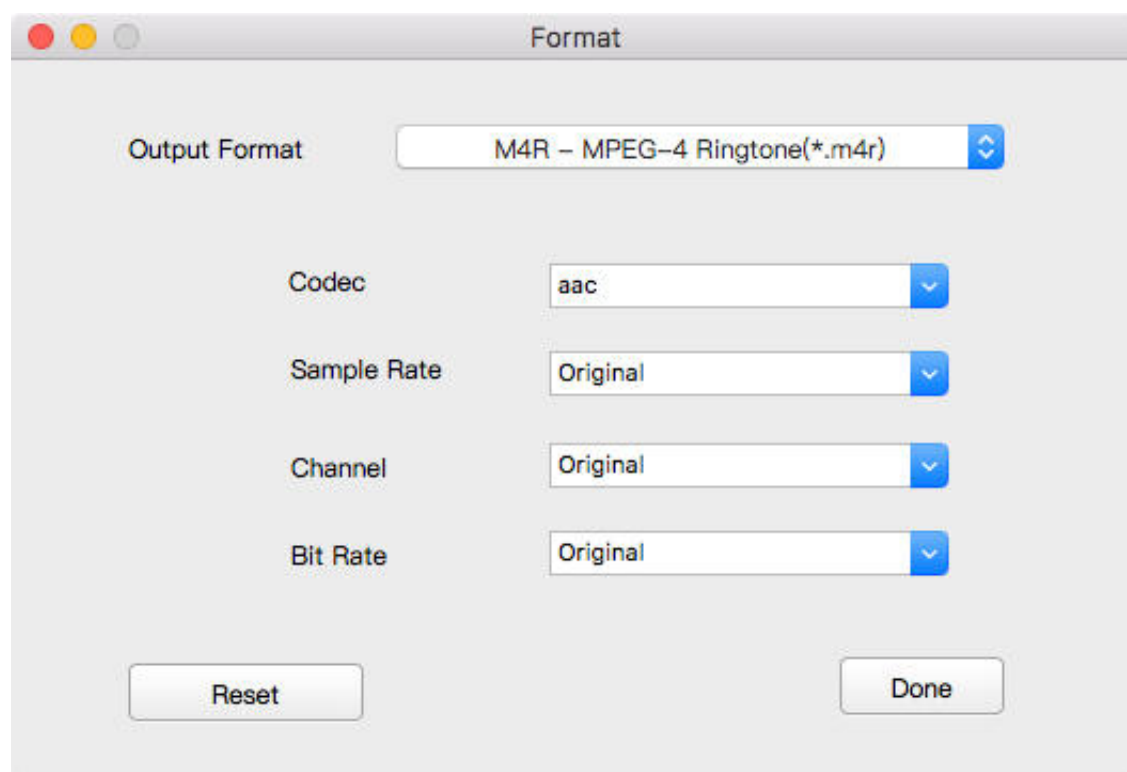 Format
Output Format M4R – MPEG–4 Ringtone(*.m4r)
Codec aac
Sample Rate Original
Channel Original
Bit Rate Original
Reset Done